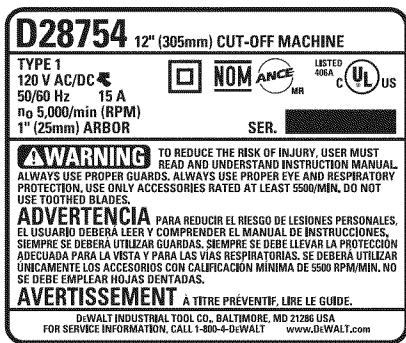 D28754 12" (305mm) CUT-OFF MACHINE
TYPE 1
120 V AC/DC
50/60 Hz 15 A
no 5,000/min (RPM)
1" (25mm) ARBOR
NOM ANCE MR
LISTED
406A
C UL US
SER.
WARNING TO REDUCE THE RISK OF INJURY, USER MUST
READ AND UNDERSTAND INSTRUCTION MANUAL.
ALWAYS USE PROPER GUARDS. ALWAYS USE PROPER EYE AND RESPIRATORY
PROTECTION. USE ONLY ACCESSORIES RATED AT LEAST 5500/MIN. DO NOT
USE TOOTHED BLADES.
ADVERTENCIA PARA REDUCIR EL RIESGO DE LESIONES PERSONALES,
EL USUARIO DEBERÁ LEER Y COMPRENDER EL MANUAL DE INSTRUCCIONES,
SIEMPRE SE DEBERÁ UTILIZAR GUARDAS. SIEMPRE SE DEBE LLEVAR LA PROTECCIÓN
ADECUADA PARA LA VISTA Y PARA LAS VÍAS RESPIRATORIAS. SE DEBERÁ UTILIZAR
ÚNICAMENTE LOS ACCESORIOS CON CALIFICACIÓN MÍNIMA DE 5500 RPM/MIN. NO
SE DEBE EMPLEAR HOJAS DENTADAS.
AVERTISSEMENT À TITRE PRÉVENTIF, LIRE LE GUIDE.
DEWALT INDUSTRIAL TOOL CO., BALTIMORE, MD 21286 USA
FOR SERVICE INFORMATION, CALL 1-800-4-DEWALT www.DEWALT.com